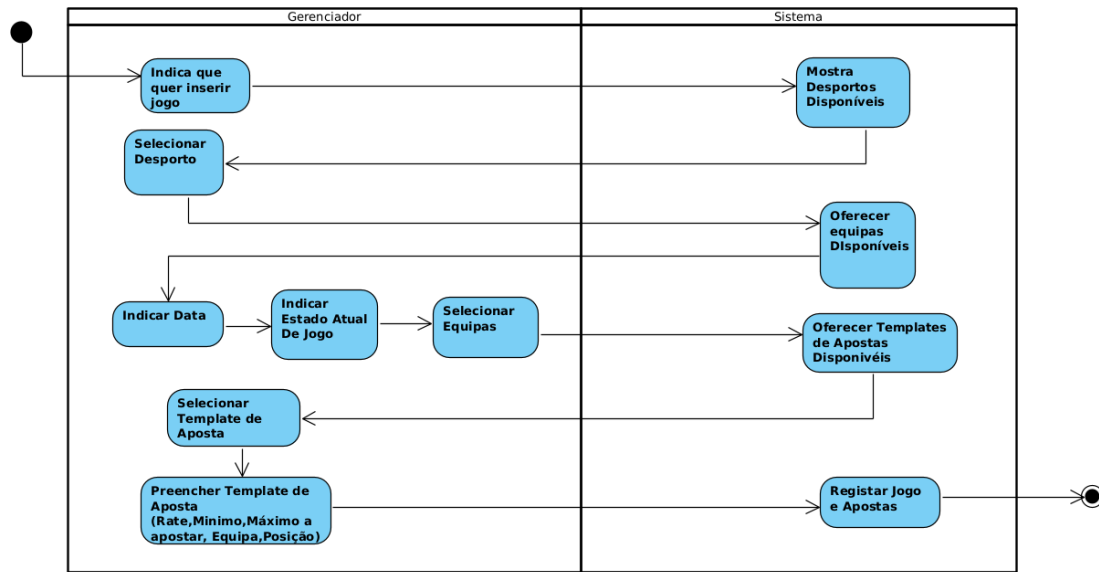 Gerenciador
Sistema
Indica que
quer inserir
jogo
Mostra
Desportos
Disponíveis
Selecionar
Desporto
Oferecer
equipas
DIsponíveis
Indicar Data
Indicar
Estado Atual
De Jogo
Selecionar
Equipas
Oferecer Templates
de Apostas
Disponivéis
Selecionar
Template de
Aposta
Preencher Template de
Aposta
(Rate,Minimo,Máximo a
apostar, Equipa,Posição)
Registar Jogo
e Apostas